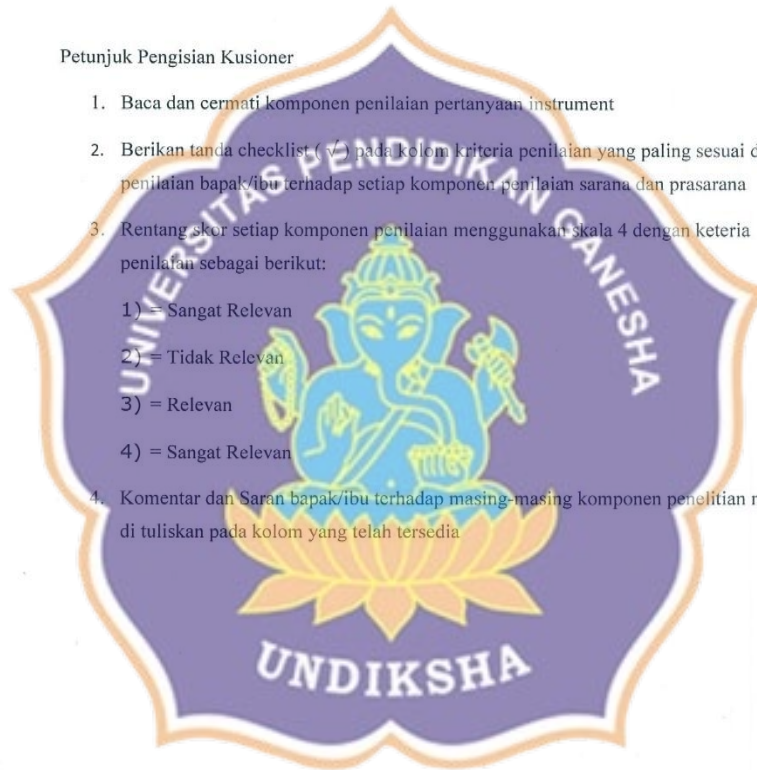 Petunjuk Pengisian Kusioner
1. Baca dan cermati komponen penilaian pertanyaan instrument
2. Berikan tanda checklist ( √ ) pada kolom kriteria penilaian yang paling sesuai d
penilaian bapak/ibu terhadap setiap komponen penilaian sarana dan prasarana
3. Rentang skor setiap komponen penilaian menggunakan skala 4 dengan keteria
penilaian sebagai berikut:
1) = Sangat Relevan
2) = Tidak Relevan
3) = Relevan
4) = Sangat Relevan
4. Komentar dan Saran bapak/ibu terhadap masing-masing komponen penelitian
di tuliskan pada kolom yang telah tersedia
UNIVERSITAS PENDIDIKAN GANESHA
UNDIKSHA